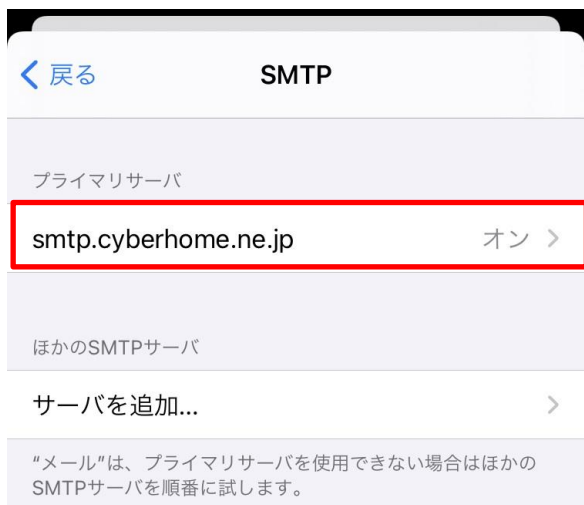 戻る
SMTP
プライマリサーバ
smtp.cyberhome.ne.jp
オン
ほかのSMTPサーバ
サーバを追加...
“メール”は、プライマリサーバを使用できない場合はほかの
SMTPサーバを順番に試します。